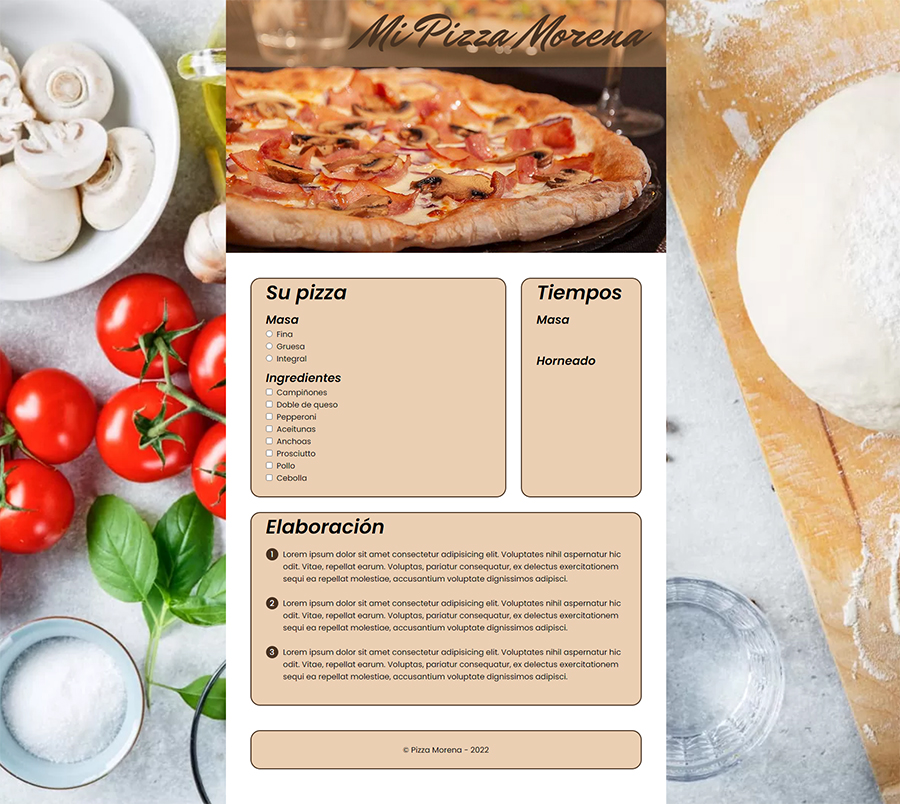 Mi Pizza Morena
Su pizza
Masa
Fina
Gruesa
Integral
Ingredientes
Campiñones
Doble de queso
Pepperoni
Aceitunas
Anchoas
Prosciutto
Pollo
Cebolla
Tiempos
Masa
Horneado
Elaboración
1 Lorem ipsum dolor sit amet consectetur adipisicing elit. Voluptates nihil aspernatur hic
odit. Vitae, repellat earum. Voluptas, pariatur consequatur, ex delectus exercitationem
sequi ea repellat molestiae, accusantium voluptate dignissimos adipisci.
2 Lorem ipsum dolor sit amet consectetur adipisicing elit. Voluptates nihil aspernatur hic
odit. Vitae, repellat earum. Voluptas, pariatur consequatur, ex delectus exercitationem
sequi ea repellat molestiae, accusantium voluptate dignissimos adipisci.
3 Lorem ipsum dolor sit amet consectetur adipisicing elit. Voluptates nihil aspernatur hic
odit. Vitae, repellat earum. Voluptas, pariatur consequatur, ex delectus exercitationem
sequi ea repellat molestiae, accusantium voluptate dignissimos adipisci.
© Pizza Morena - 2022